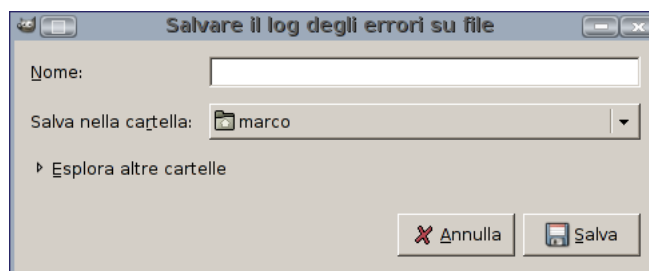 Salvare il log degli errori su file
Nome:
Salva nella cartella: marco
Esplora altre cartelle
Annulla Salva